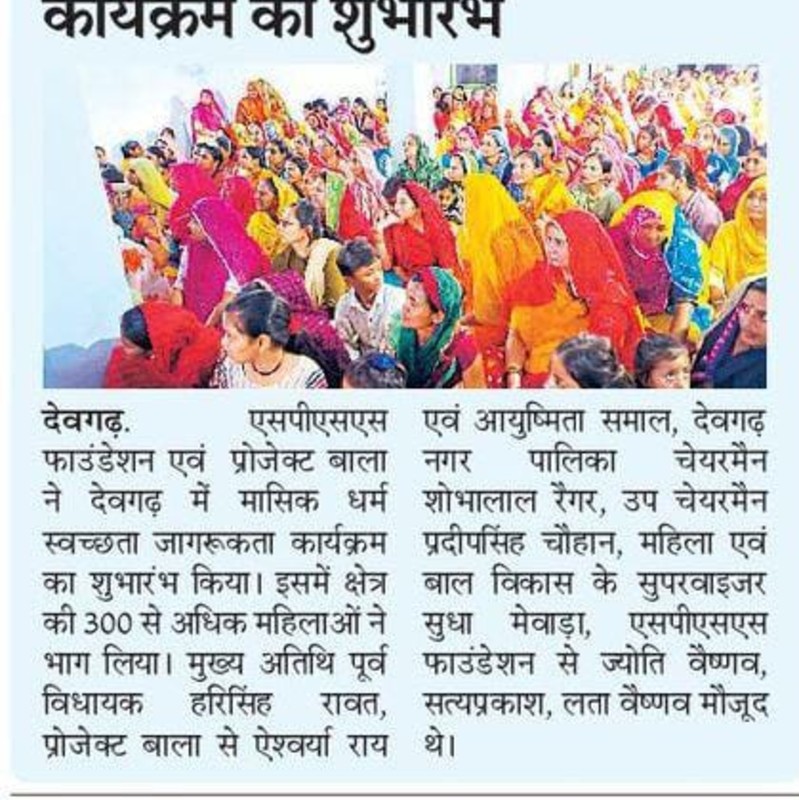 कार्यक्रम का शुभारंभ
देवगढ़. एसपीएसएस
फाउंडेशन एवं प्रोजेक्ट बाला
ने देवगढ़ में मासिक धर्म
स्वच्छता जागरूकता कार्यक्रम
का शुभारंभ किया। इसमें क्षेत्र
की 300 से अधिक महिलाओं ने
भाग लिया। मुख्य अतिथि पूर्व
विधायक हरिसिंह रावत,
प्रोजेक्ट बाला से ऐश्वर्या राय
एवं आयुष्मिता समाल, देवगढ़
नगर पालिका चेयरमैन
शोभालाल रैगर, उप चेयरमैन
प्रदीपसिंह चौहान, महिला एवं
बाल विकास के सुपरवाइजर
सुधा मेवाड़ा, एसपीएसएस
फाउंडेशन से ज्योति वैष्णव,
सत्यप्रकाश, लता वैष्णव मौजूद
थे।